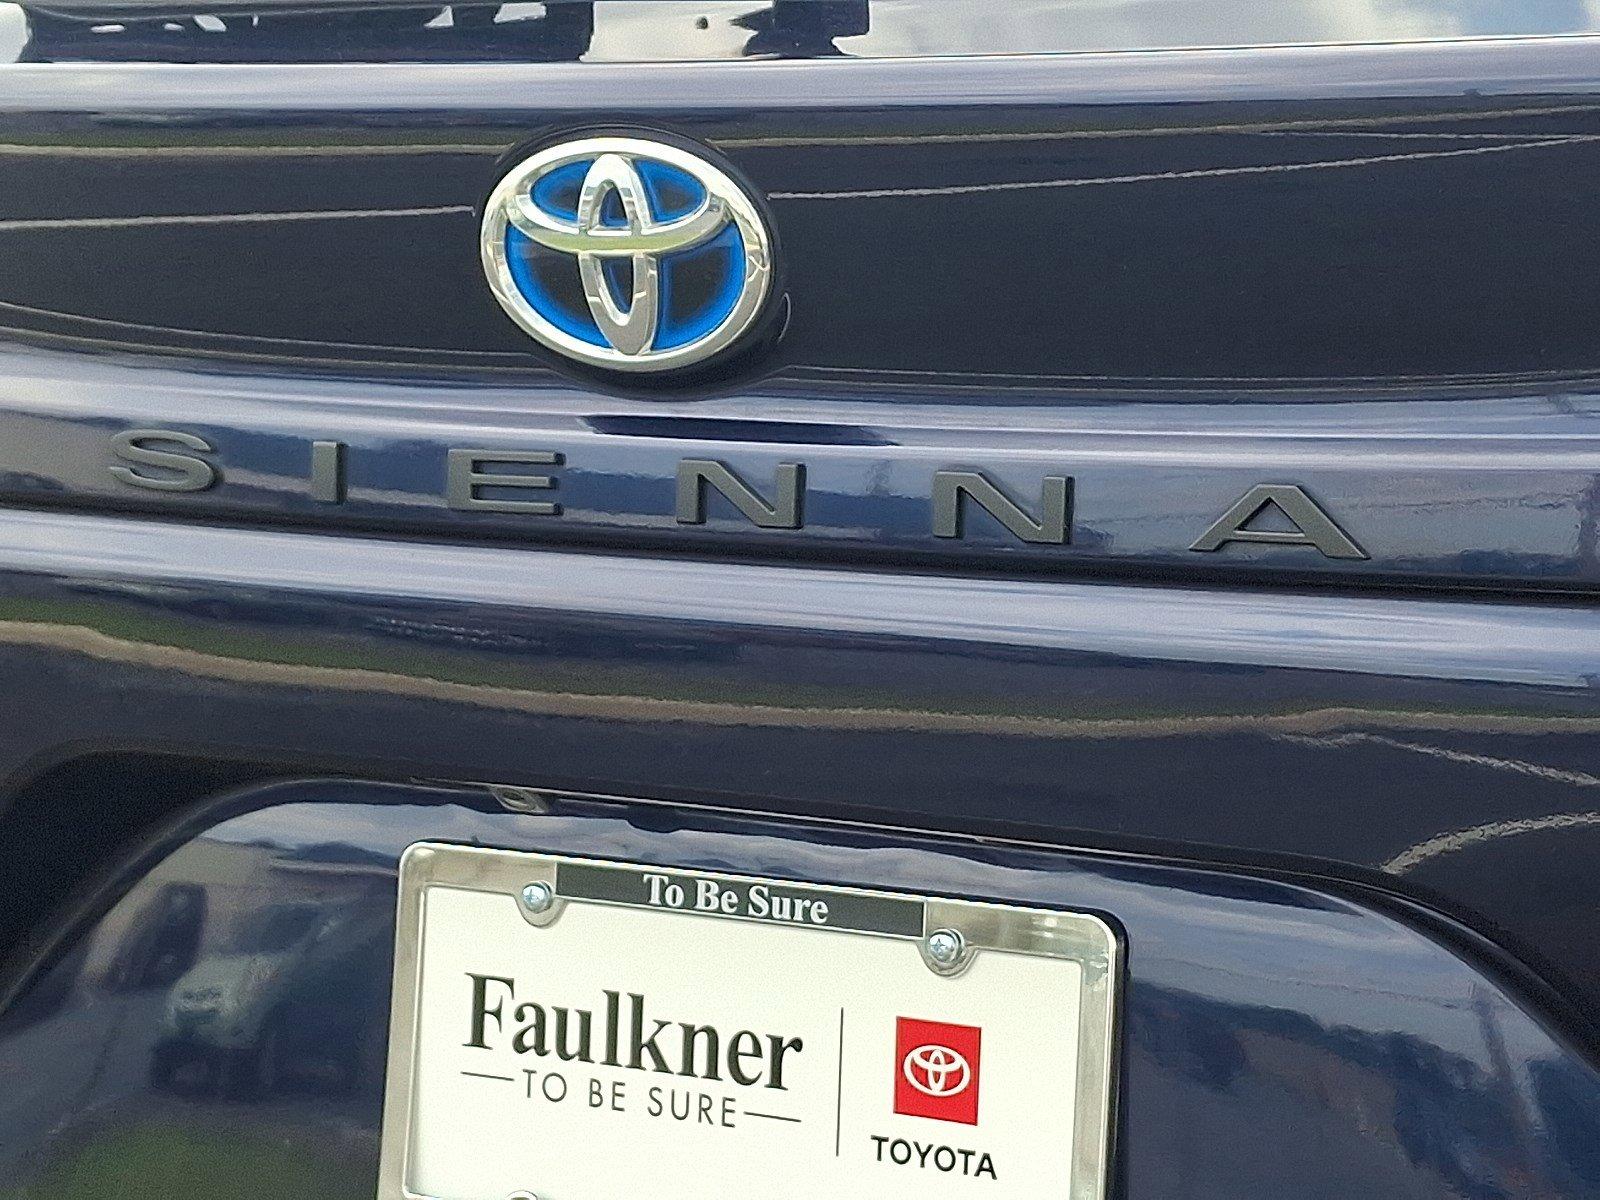 SIENNA
To Be Sure
Faulkner
TO BE SURE
TOYOTA